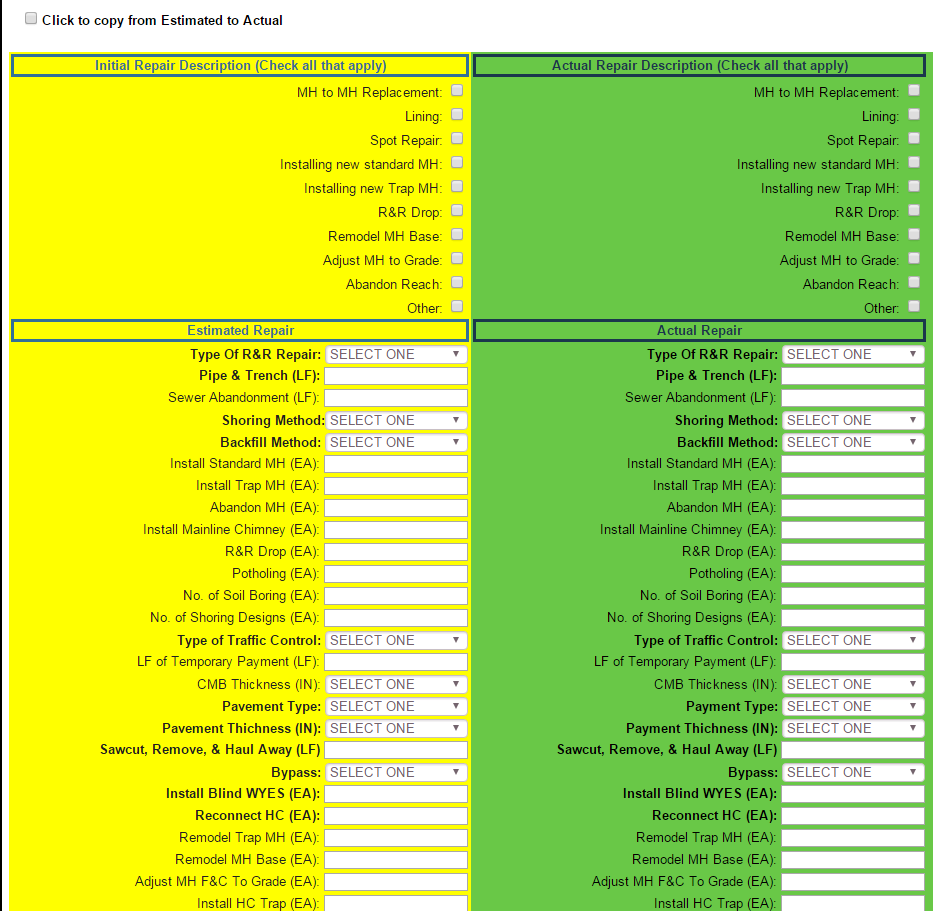 Click to copy from Estimated to Actual
Initial Repair Description (Check all that apply) Actual Repair Description (Check all that apply)
MH to MH Replacement: MH to MH Replacement:
Lining: Lining:
Spot Repair: Spot Repair:
Installing new standard MH: Installing new standard MH:
Installing new Trap MH: Installing new Trap MH:
R&R Drop: R&R Drop:
Remodel MH Base: Remodel MH Base:
Adjust MH to Grade: Adjust MH to Grade:
Abandon Reach: Abandon Reach:
Other: Other:
Estimated Repair Actual Repair
Type Of R&R Repair: SELECT ONE Type Of R&R Repair: SELECT ONE
Pipe & Trench (LF): Pipe & Trench (LF):
Sewer Abandonment (LF): Sewer Abandonment (LF):
Shoring Method: SELECT ONE Shoring Method: SELECT ONE
Backfill Method: SELECT ONE Backfill Method: SELECT ONE
Install Standard MH (EA): Install Standard MH (EA):
Install Trap MH (EA): Install Trap MH (EA):
Abandon MH (EA): Abandon MH (EA):
Install Mainline Chimney (EA): Install Mainline Chimney (EA):
R&R Drop (EA): R&R Drop (EA):
Potholing (EA): Potholing (EA):
No. of Soil Boring (EA): No. of Soil Boring (EA):
No. of Shoring Designs (EA): No. of Shoring Designs (EA):
Type of Traffic Control: SELECT ONE Type of Traffic Control: SELECT ONE
LF of Temporary Payment (LF): LF of Temporary Payment (LF):
CMB Thickness (IN): SELECT ONE CMB Thickness (IN): SELECT ONE
Pavement Type: SELECT ONE Payment Type: SELECT ONE
Pavement Thichness (IN): SELECT ONE Payment Thichness (IN): SELECT ONE
Sawcut, Remove, & Haul Away (LF) Sawcut, Remove, & Haul Away (LF)
Bypass: SELECT ONE Bypass: SELECT ONE
Install Blind WYES (EA): Install Blind WYES (EA):
Reconnect HC (EA): Reconnect HC (EA):
Remodel Trap MH (EA): Remodel Trap MH (EA):
Remodel MH Base (EA): Remodel MH Base (EA):
Adjust MH F&C To Grade (EA): Adjust MH F&C To Grade (EA):
Install HC Trap (EA): Install HC Trap (EA):